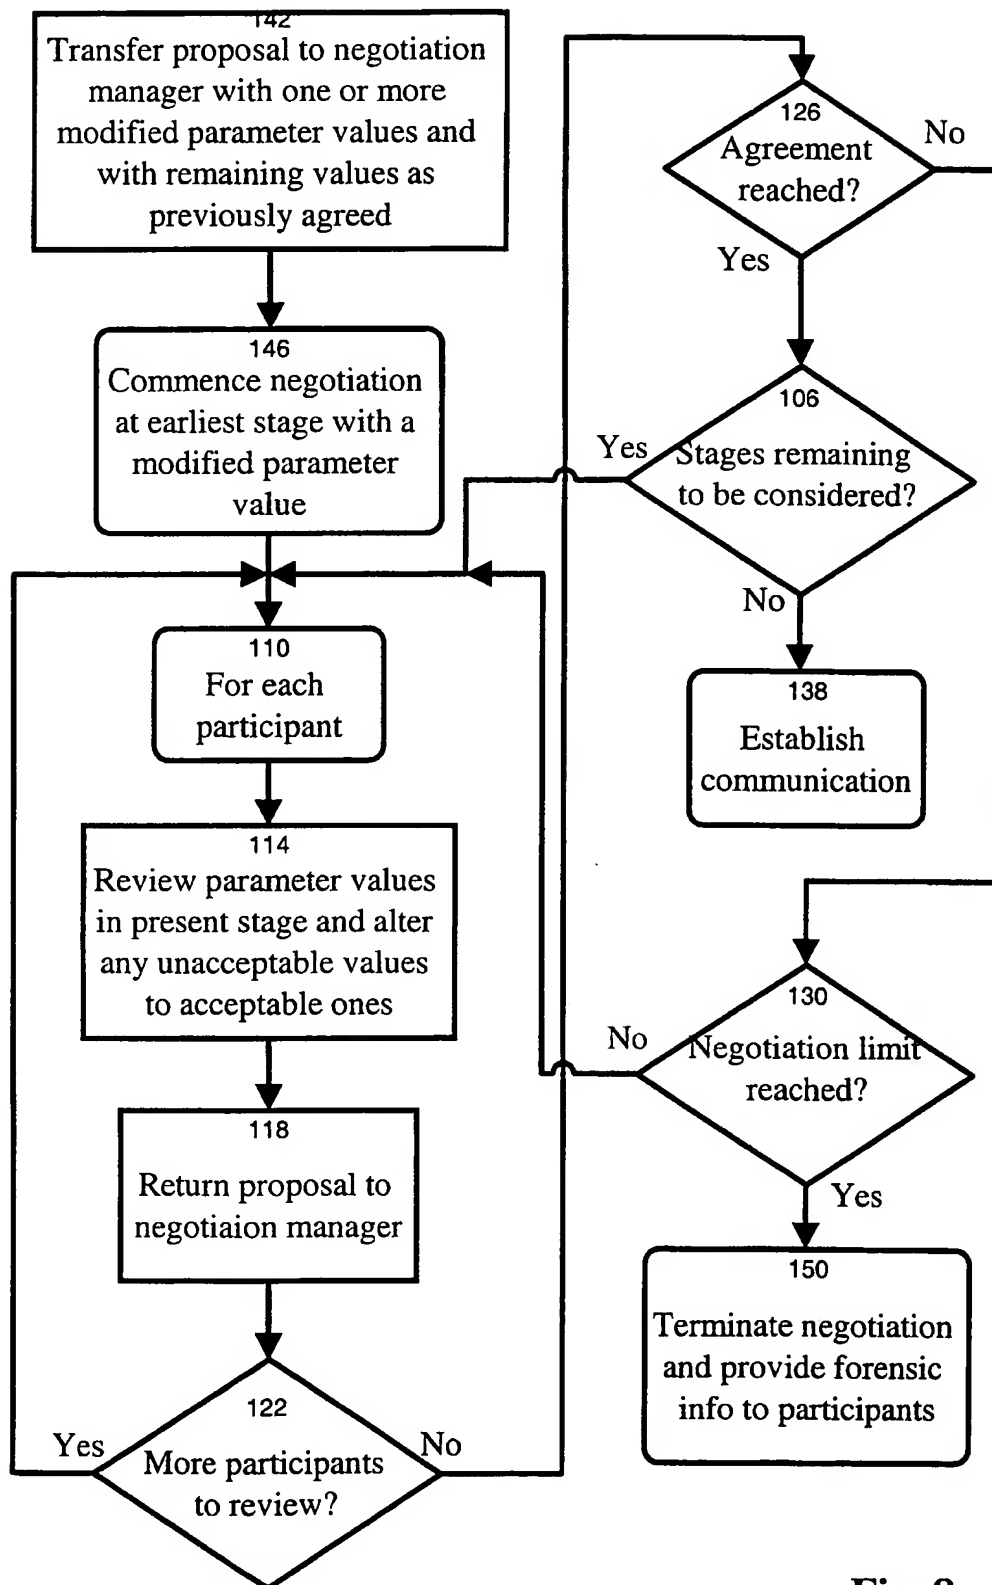 142
Transfer proposal to negotiation
manager with one or more
modified parameter values and
with remaining values as
previously agreed
146
Commence negotiation
at earliest stage with a
modified parameter
value
110
For each
participant
114
Review parameter values
in present stage and alter
any unacceptable values
to acceptable ones
118
Return proposal to
negotiaion manager
122
More participants
to review?
Yes
No
126
Agreement
reached?
No
Yes
106
Stages remaining
to be considered?
Yes
No
138
Establish
communication
130
Negotiation limit
reached?
No
Yes
150
Terminate negotiation
and provide forensic
info to participants